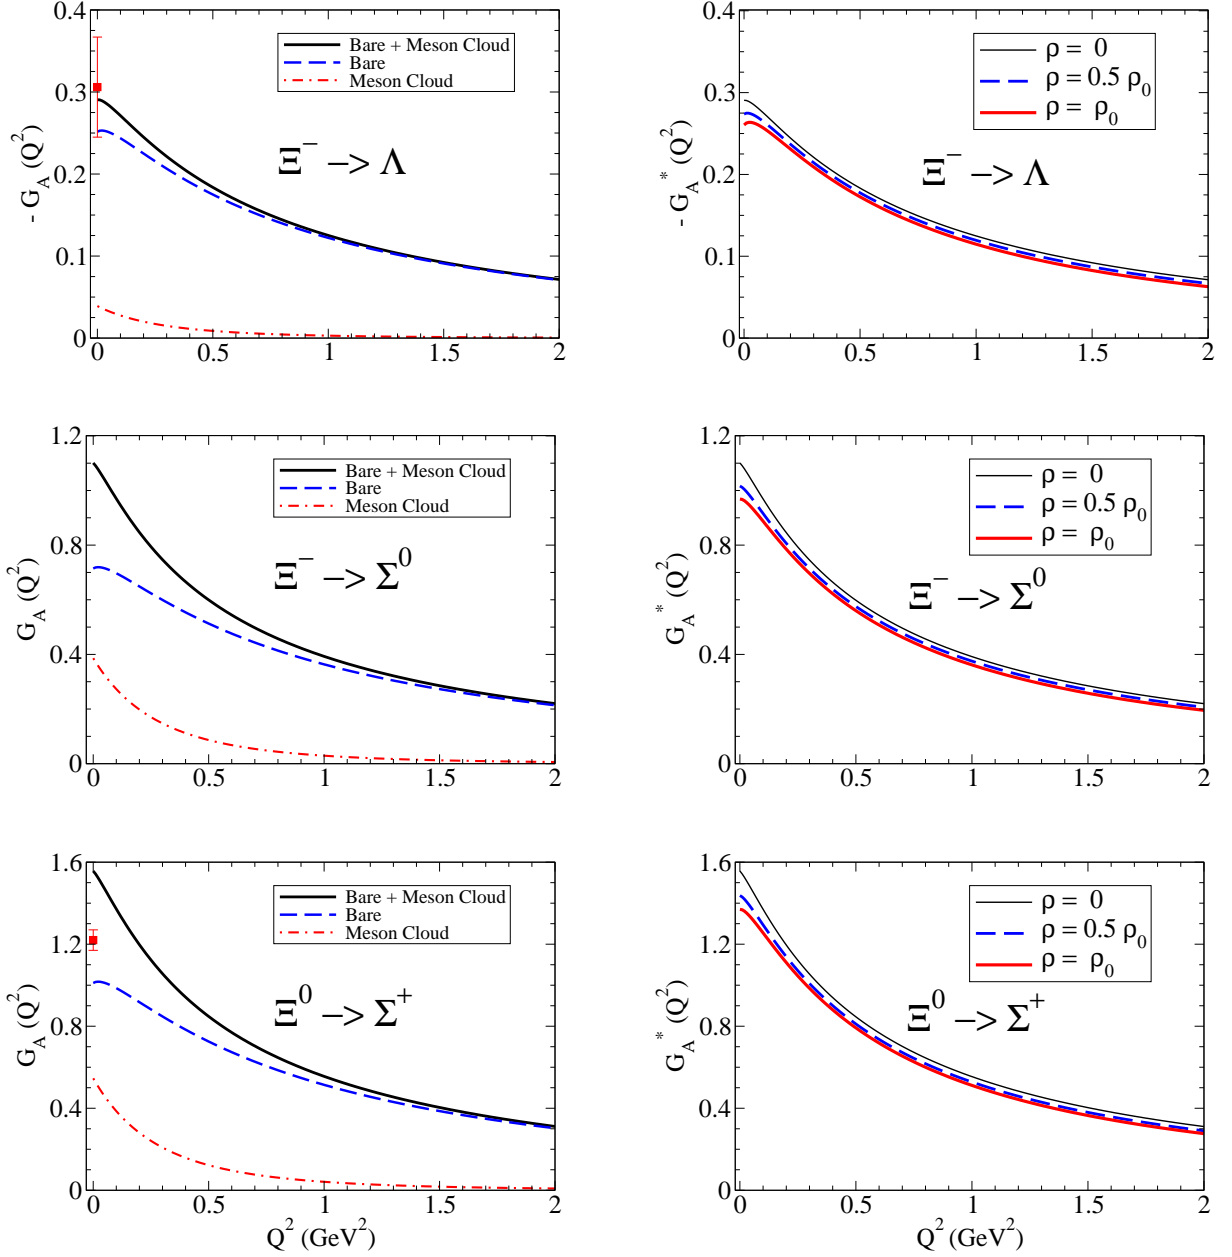 0.4
0.3
0.2
0.1
0
- G_A (Q^2)
Bare + Meson Cloud
Bare
Meson Cloud
Ξ^- –> Λ
0 0.5 1 1.5 2
0.4
0.3
0.2
0.1
0
- G_A^* (Q^2)
ρ = 0
ρ = 0.5 ρ_0
ρ = ρ_0
Ξ^- –> Λ
0 0.5 1 1.5 2
1.2
0.8
0.4
0
G_A (Q^2)
Bare + Meson Cloud
Bare
Meson Cloud
Ξ^- –> Σ^0
0 0.5 1 1.5 2
1.2
0.8
0.4
0
G_A^* (Q^2)
ρ = 0
ρ = 0.5 ρ_0
ρ = ρ_0
Ξ^- –> Σ^0
0 0.5 1 1.5 2
1.6
1.2
0.8
0.4
0
G_A (Q^2)
Bare + Meson Cloud
Bare
Meson Cloud
Ξ^0 –> Σ^+
0 0.5 1 1.5 2
Q^2 (GeV^2)
1.6
1.2
0.8
0.4
0
G_A^* (Q^2)
ρ = 0
ρ = 0.5 ρ_0
ρ = ρ_0
Ξ^0 –> Σ^+
0 0.5 1 1.5 2
Q^2 (GeV^2)